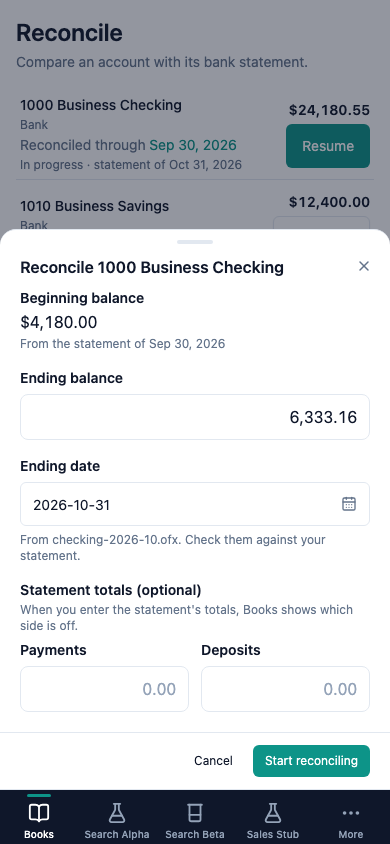 Reconcile
Compare an account with its bank statement.
1000 Business Checking
$24,180.55
Bank
Reconciled through Sep 30, 2026
Resume
In progress · statement of Oct 31, 2026
1010 Business Savings
$12,400.00
Bank
Reconcile 1000 Business Checking
Beginning balance
$4,180.00
From the statement of Sep 30, 2026
Ending balance
6,333.16
Ending date
2026-10-31
From checking-2026-10.ofx. Check them against your
statement.
Statement totals (optional)
When you enter the statement's totals, Books shows which
side is off.
Payments
Deposits
0.00
0.00
Cancel
Start reconciling
Books
Search Alpha
Search Beta
Sales Stub
More